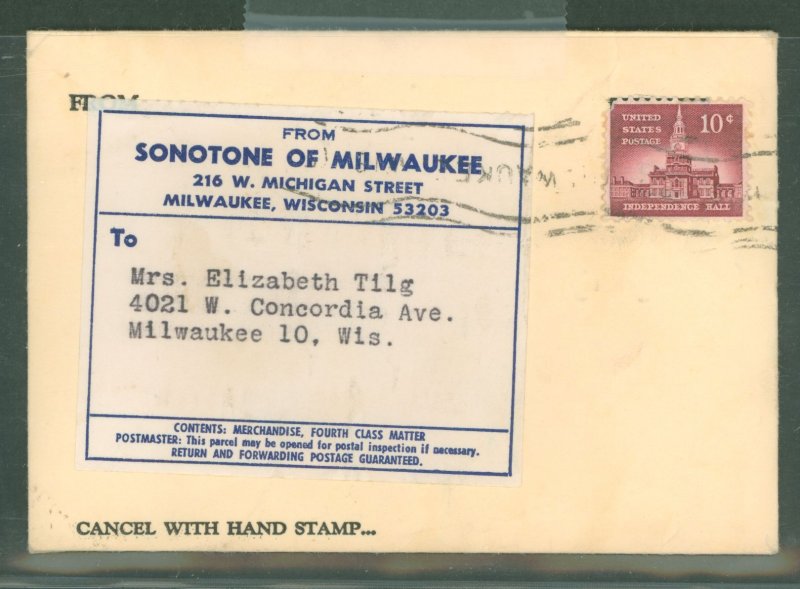 FROM
FROM
SONOTONE OF MILWAUKEE
216 W. MICHIGAN STREET
MILWAUKEE, WISCONSIN 53203
To
Mrs. Elizabeth Tilg
4021 W. Concordia Ave.
Milwaukee 10, Wis.
CONTENTS: MERCHANDISE, FOURTH CLASS MATTER
POSTMASTER: This parcel may be opened for postal inspection if necessary.
RETURN AND FORWARDING POSTAGE GUARANTEED.
UNITED
STATES
POSTAGE
10¢
INDEPENDENCE HALL
CANCEL WITH HAND STAMP...